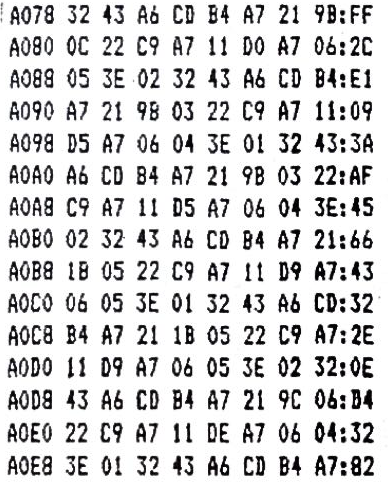 A078 32 43 A6 CD B4 A7 21 9B:FF
A080 0C 22 C9 A7 11 D0 A7 06:2C
A088 05 3E 02 32 43 A6 CD B4:E1
A090 A7 21 9B 03 22 C9 A7 11:09
A098 D5 A7 06 04 3E 01 32 43:3A
A0A0 A6 CD B4 A7 21 9B 03 22:AF
A0A8 C9 A7 11 D5 A7 06 04 3E:45
A0B0 02 32 43 A6 CD B4 A7 21:66
A0B8 1B 05 22 C9 A7 11 D9 A7:43
A0C0 06 05 3E 01 32 43 A6 CD:32
A0C8 B4 A7 21 1B 05 22 C9 A7:2E
A0D0 11 D9 A7 06 05 3E 02 32:0E
A0D8 43 A6 CD B4 A7 21 9C 06:D4
A0E0 22 C9 A7 11 DE A7 06 04:32
A0E8 3E 01 32 43 A6 CD B4 A7:82